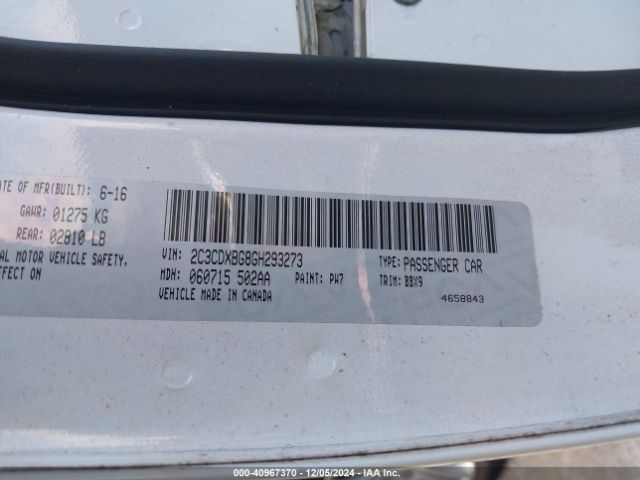 ATE OF MFR(BUILT): 6-16
GAWR: 01275 KG
REAR: 02810 LB
AL MOTOR VEHICLE SAFETY,
FFECT ON
VIN: 2C3CDXBG8GH293273
TYPE: PASSENGER CAR
MDH: 060715 502AA
PAINT: PW7
TRIM: BBX9
VEHICLE MADE IN CANADA
4658843
00-40967370 - 12/05/2024 - IAA Inc.